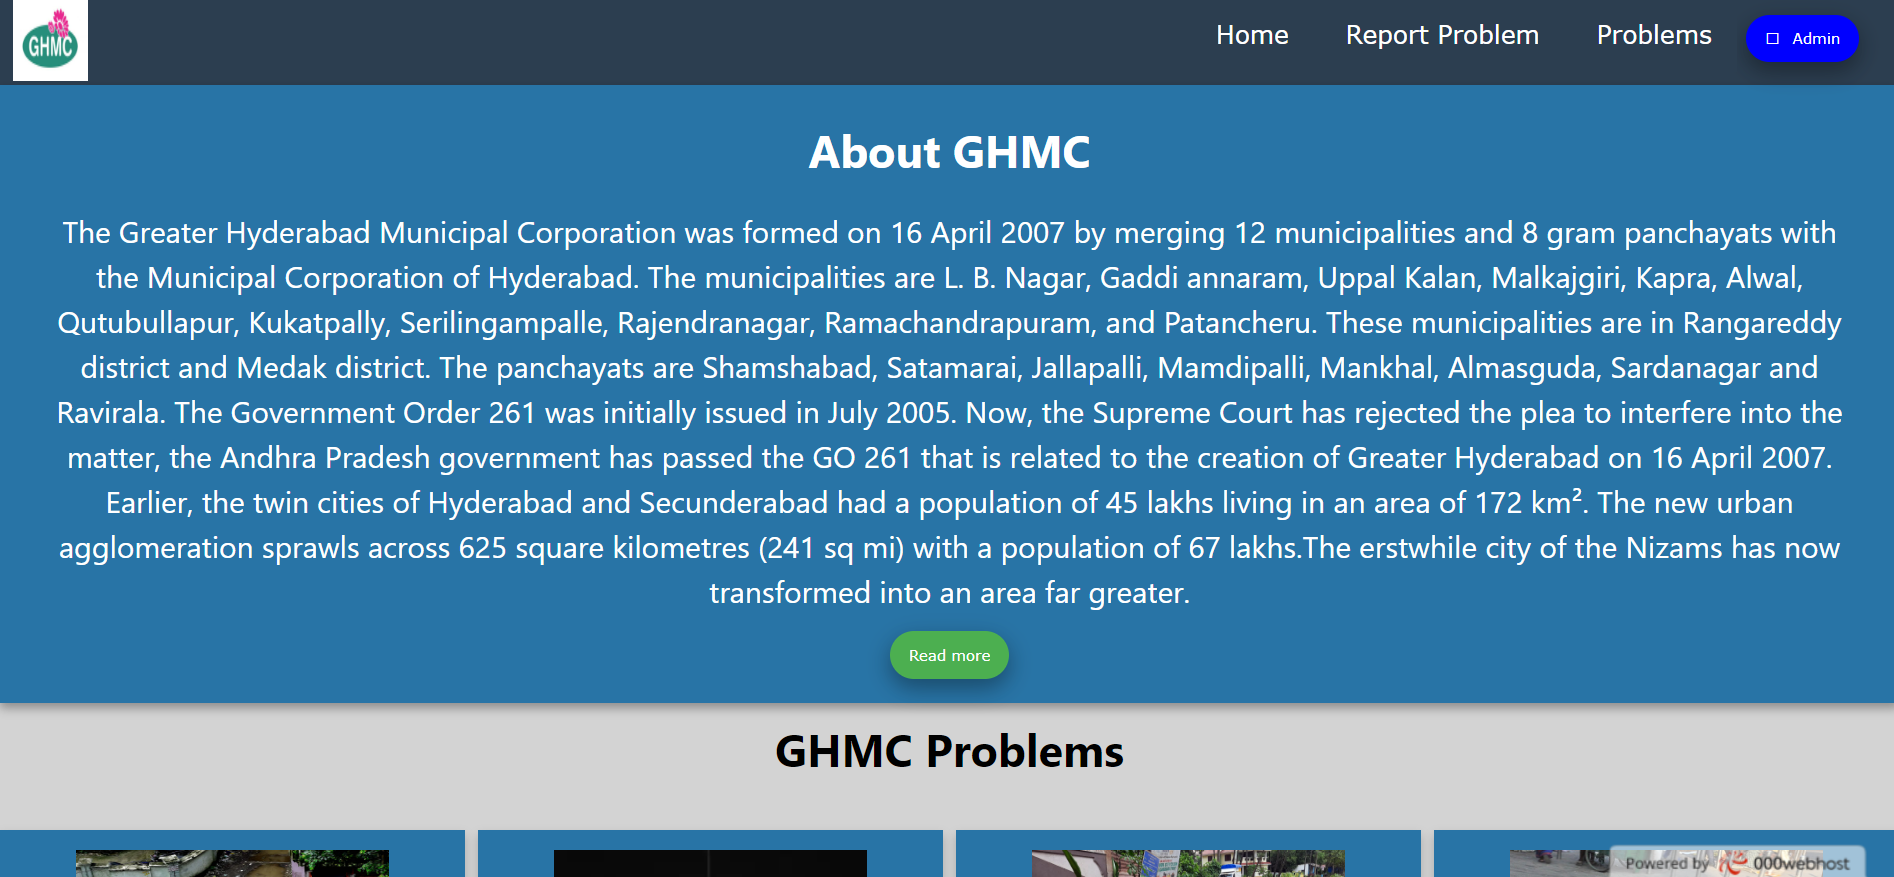 GHMC
Home Report Problem Problems Admin
About GHMC
The Greater Hyderabad Municipal Corporation was formed on 16 April 2007 by merging 12 municipalities and 8 gram panchayats with
the Municipal Corporation of Hyderabad. The municipalities are L. B. Nagar, Gaddi annaram, Uppal Kalan, Malkajgiri, Kapra, Alwal,
Qutubullapur, Kukatpally, Serilingampalle, Rajendranagar, Ramachandrapuram, and Patancheru. These municipalities are in Rangareddy
district and Medak district. The panchayats are Shamshabad, Satamarai, Jallapalli, Mamdipalli, Mankhal, Almasguda, Sardanagar and
Ravirala. The Government Order 261 was initially issued in July 2005. Now, the Supreme Court has rejected the plea to interfere into the
matter, the Andhra Pradesh government has passed the GO 261 that is related to the creation of Greater Hyderabad on 16 April 2007.
Earlier, the twin cities of Hyderabad and Secunderabad had a population of 45 lakhs living in an area of 172 km². The new urban
agglomeration sprawls across 625 square kilometres (241 sq mi) with a population of 67 lakhs.The erstwhile city of the Nizams has now
transformed into an area far greater.
Read more
GHMC Problems
Powered by 000webhost